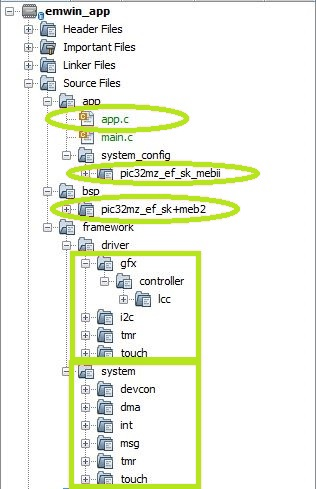 emwin_app
Header Files
Important Files
Linker Files
Source Files
app
app.c
main.c
system_config
pic32mz_ef_sk_mebii
bsp
pic32mz_ef_sk+meb2
framework
driver
gfx
controller
lcc
i2c
tmr
touch
system
devcon
dma
int
msg
tmr
touch